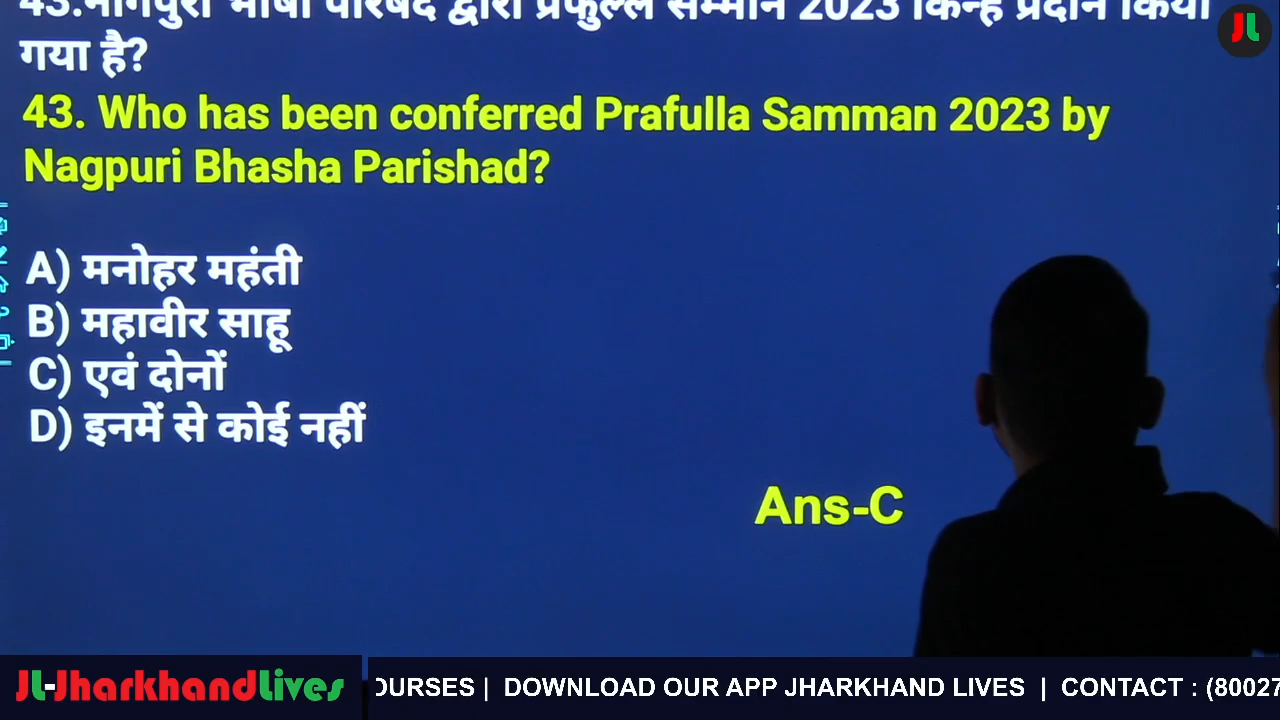 43.नागपुरी भाषा परिषद द्वारा प्रफुल्ल सम्मान 2023 किन्हें प्रदान किया
गया है?
43. Who has been conferred Prafulla Samman 2023 by
Nagpuri Bhasha Parishad?
A) मनोहर महंती
B) महावीर साहू
C) एवं दोनों
D) इनमें से कोई नहीं
Ans-C
JL
JL-JharkhandLives
OURSES | DOWNLOAD OUR APP JHARKHAND LIVES | CONTACT : (80027